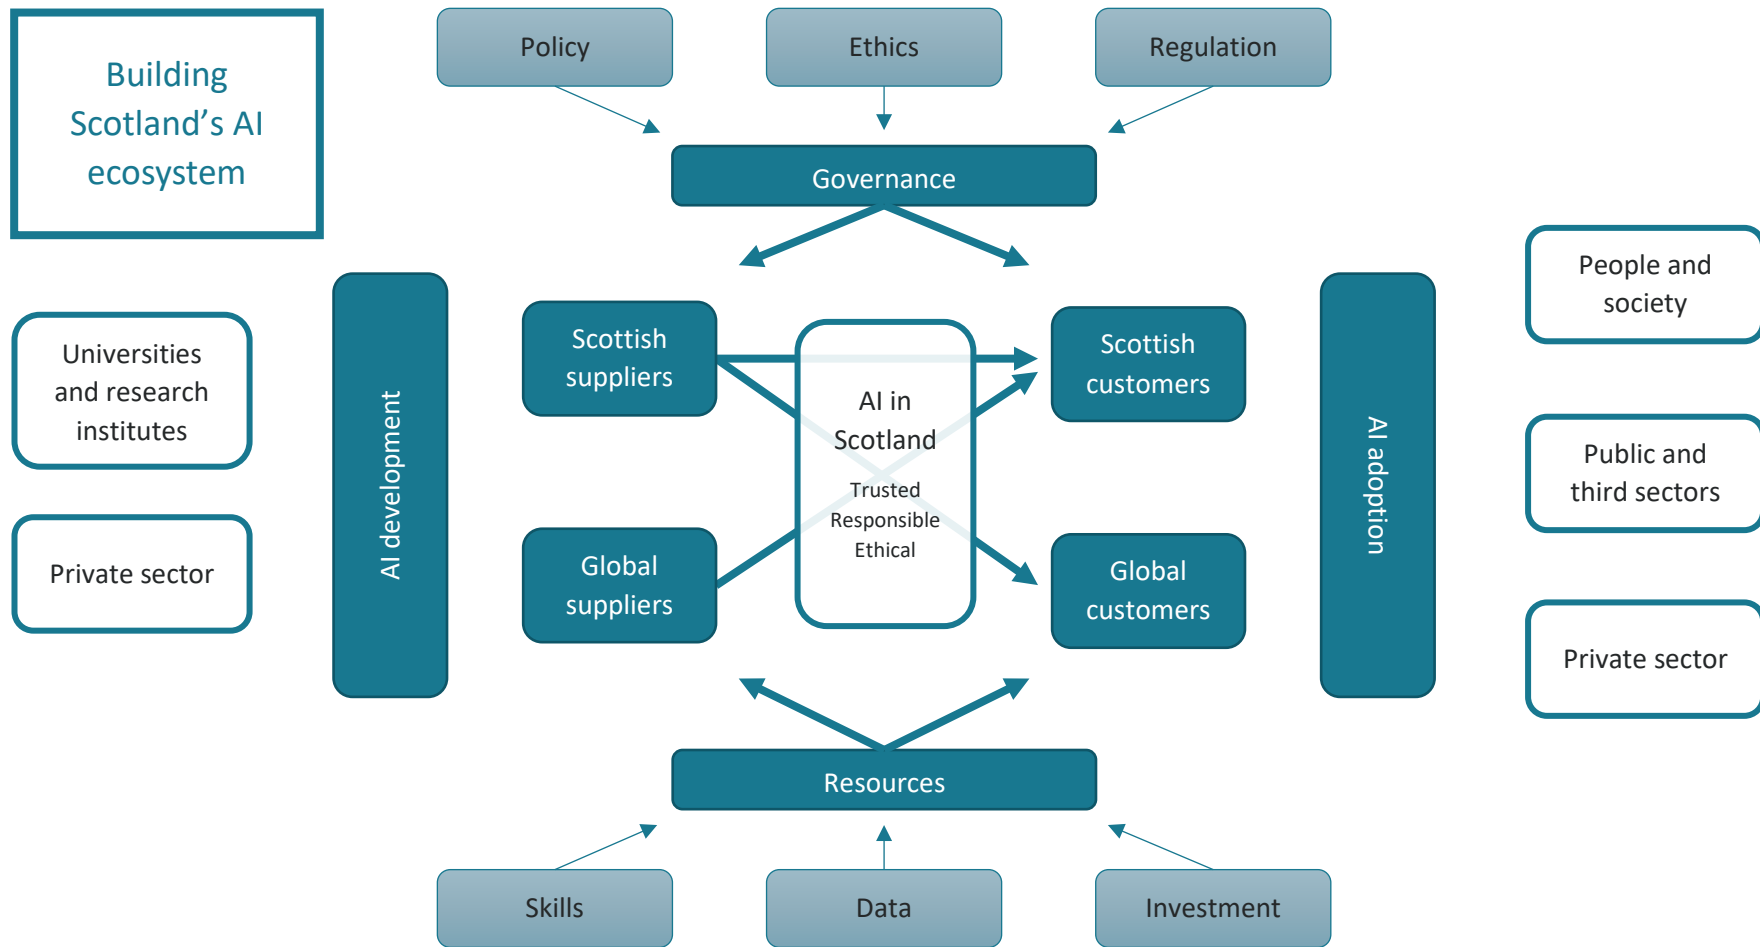 Building
Scotland’s AI
ecosystem
Policy
Ethics
Regulation
Governance
Universities
and research
institutes
Private sector
AI development
Scottish
suppliers
Global
suppliers
AI in
Scotland
Trusted
Responsible
Ethical
Scottish
customers
Global
customers
AI adoption
People and
society
Public and
third sectors
Private sector
Resources
Skills
Data
Investment